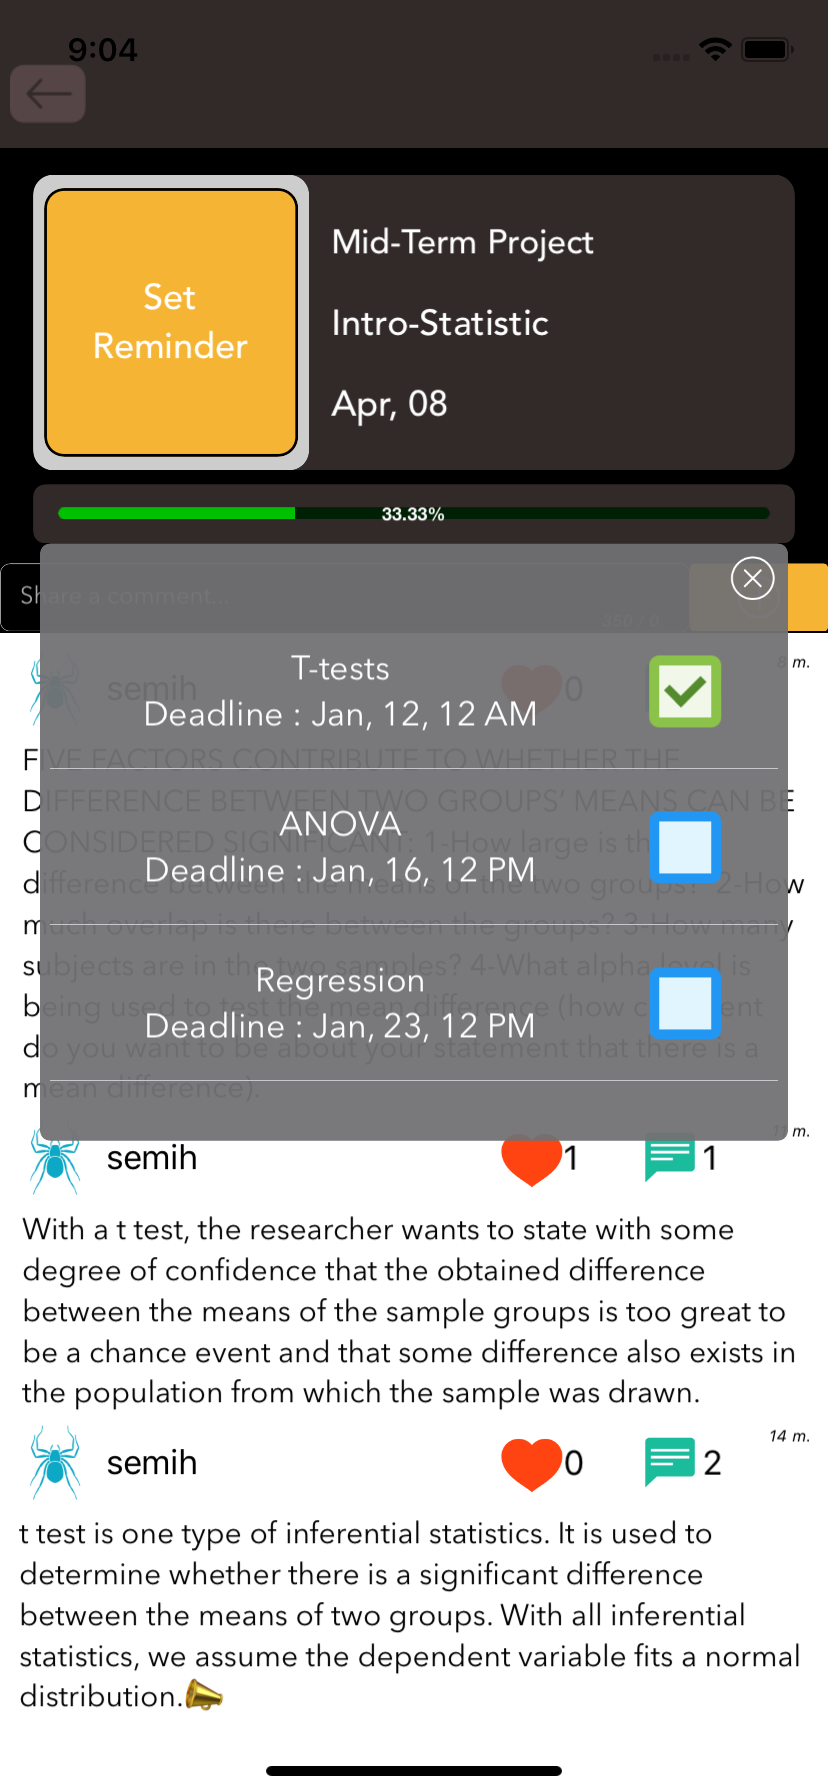 9:04
Set
Reminder
Mid-Term Project
Intro-Statistic
Apr, 08
33.33%
Share a comment...
350 / 0
T-tests
Deadline : Jan, 12, 12 AM
ANOVA
Deadline : Jan, 16, 12 PM
Regression
Deadline : Jan, 23, 12 PM
semih
0
8 m.
FIVE FACTORS CONTRIBUTE TO WHETHER THE
DIFFERENCE BETWEEN TWO GROUPS’ MEANS CAN BE
CONSIDERED SIGNIFICANT: 1-How large is the
difference between the means of the two groups? 2-How
much overlap is there between the groups? 3-How many
subjects are in the two samples? 4-What alpha level is
being used to test the mean difference (how
do you want to be about your statement that there is a
mean difference).
semih
1
1
11 m.
With a t test, the researcher wants to state with some
degree of confidence that the obtained difference
between the means of the sample groups is too great to
be a chance event and that some difference also exists in
the population from which the sample was drawn.
semih
0
2
14 m.
t test is one type of inferential statistics. It is used to
determine whether there is a significant difference
between the means of two groups. With all inferential
statistics, we assume the dependent variable fits a normal
distribution.